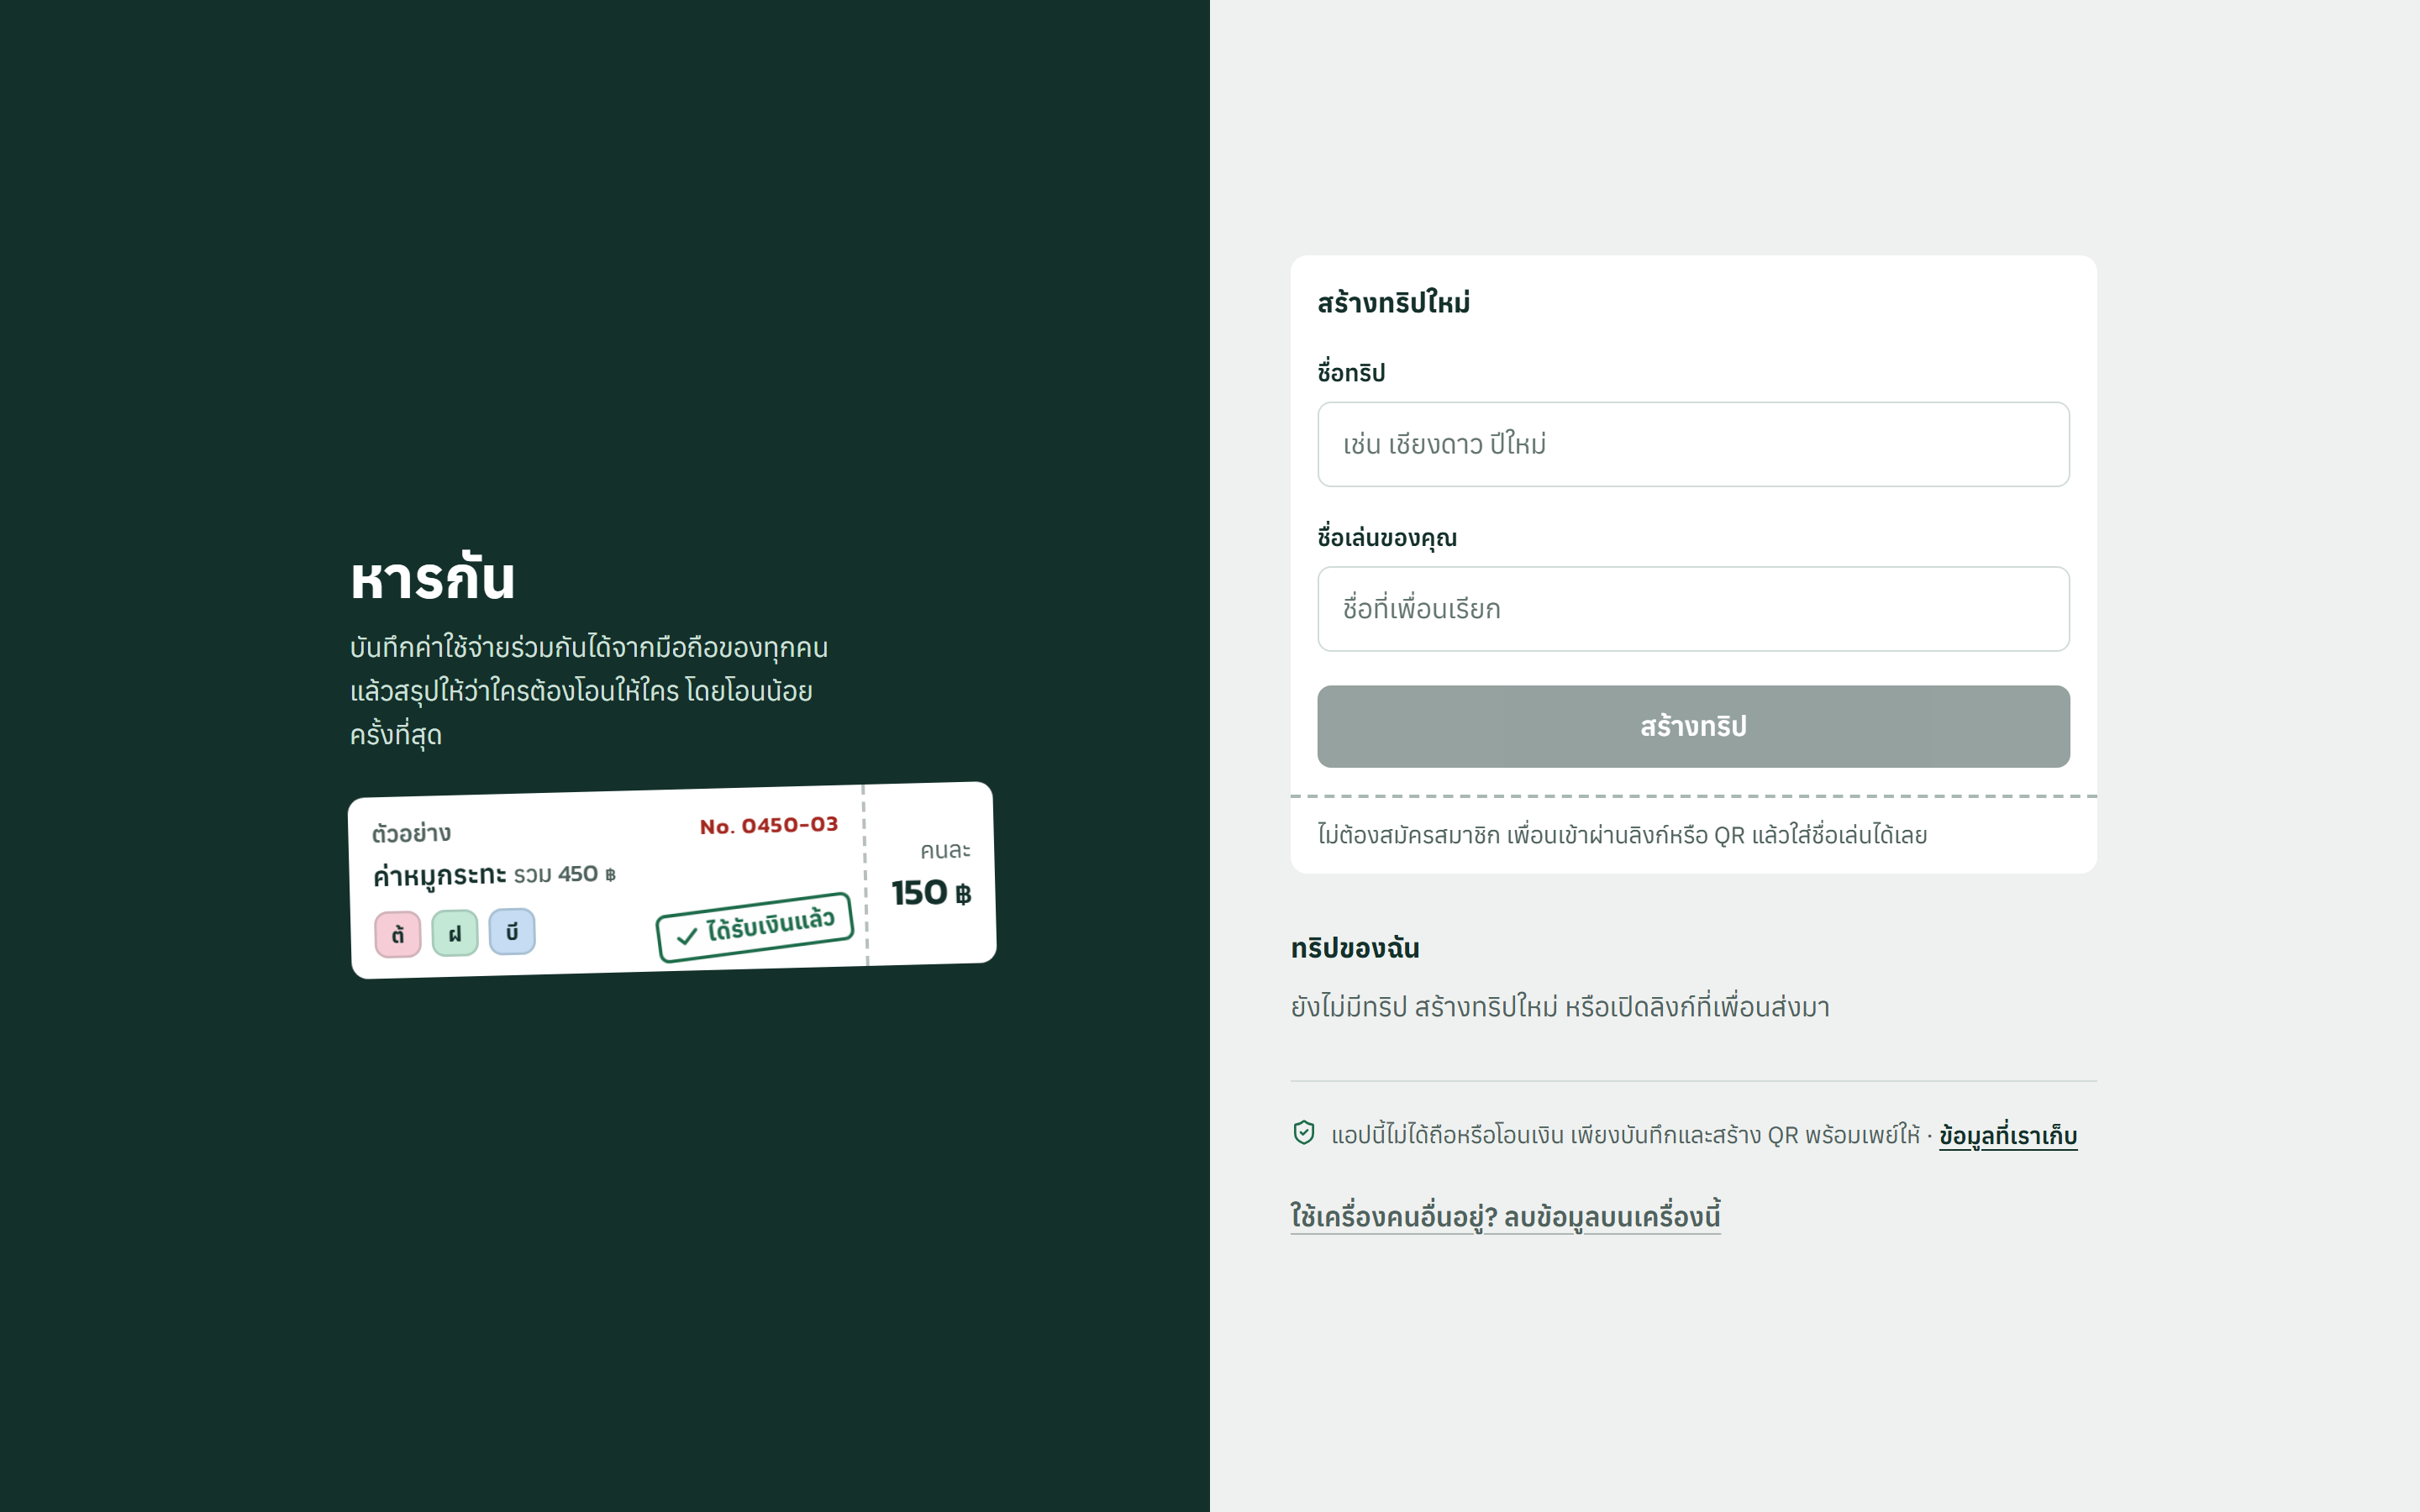 หารกัน
บันทึกค่าใช้จ่ายร่วมกันได้จากมือถือของทุกคน
แล้วสรุปให้ว่าใครต้องโอนให้ใคร โดยโอนน้อย
ครั้งที่สุด
ตัวอย่าง
No. 0450-03
ค่าหมูกระทะ รวม 450 ฿
ต้ ฝ บี
ได้รับเงินแล้ว
คนละ
150 ฿
สร้างทริปใหม่
ชื่อทริป
เช่น เชียงดาว ปีใหม่
ชื่อเล่นของคุณ
ชื่อที่เพื่อนเรียก
สร้างทริป
ไม่ต้องสมัครสมาชิก เพื่อนเข้าผ่านลิงก์หรือ QR แล้วใส่ชื่อเล่นได้เลย
ทริปของฉัน
ยังไม่มีทริป สร้างทริปใหม่ หรือเปิดลิงก์ที่เพื่อนส่งมา
แอปนี้ไม่ได้ถือหรือโอนเงิน เพียงบันทึกและสร้าง QR พร้อมเพย์ให้ · ข้อมูลที่เราเก็บ
ใช้เครื่องคนอื่นอยู่? ลบข้อมูลบนเครื่องนี้